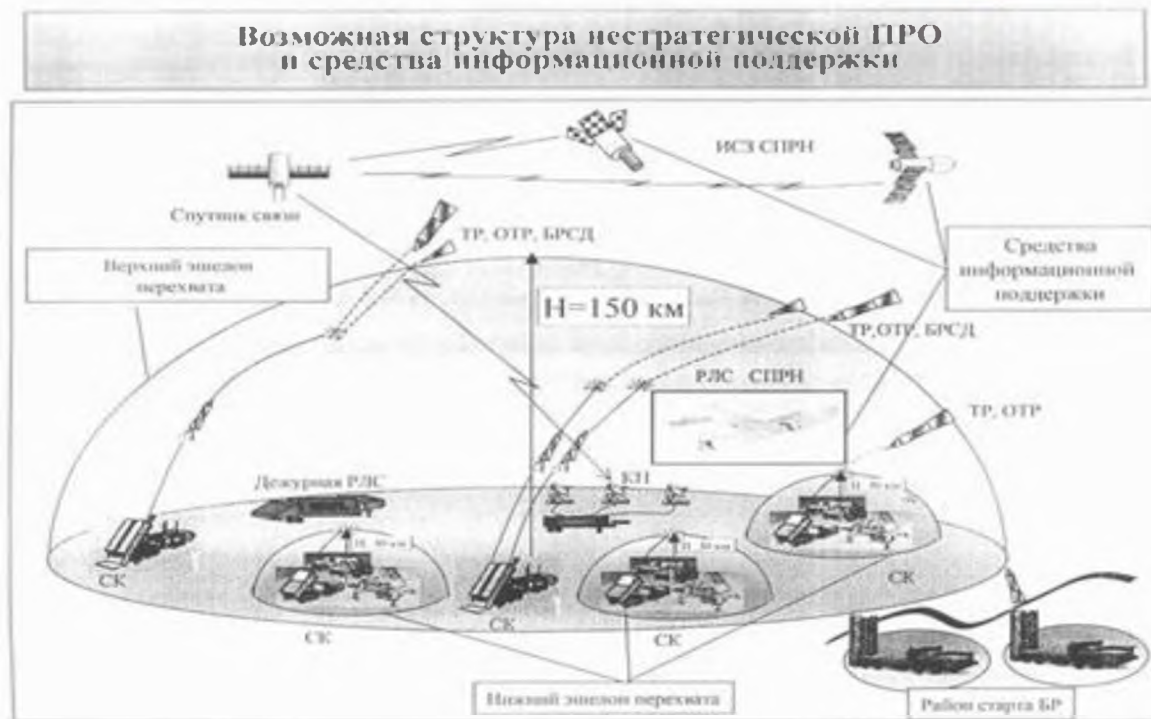 Возможная структура нестратегической ПРО
и средства информационной поддержки
ИСЗ СПРН
Спутник связи
ТР, ОТР, БРСД
Верхний эшелон
перехвата
Средства
информационной
поддержки
Н=150 км
ТР,ОТР, БРСД
РЛС СПРН
ТР, ОТР
Дежурная РЛС
КП
СК
СК
СК
СК
СК
Нижний эшелон перехвата
Район старта БР